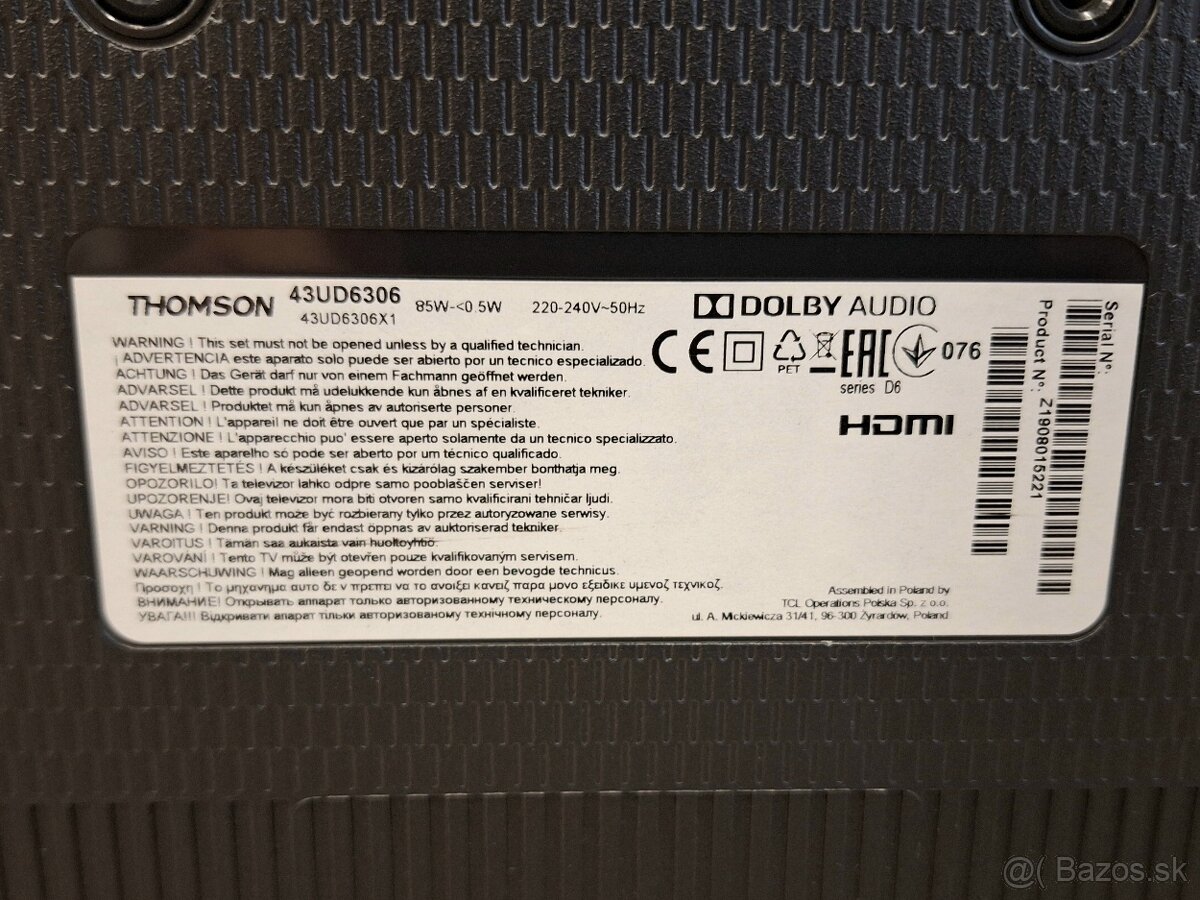 THOMSON 43UD6306 85W-<0.5W 220-240V~50Hz DOLBY AUDIO
43UD6306X1
WARNING ! This set must not be opened unless by a qualified technician.
¡ ADVERTENCIA este aparato solo puede ser abierto por un tecnico especializado.
ACHTUNG ! Das Gerät darf nur von einem Fachmann geöffnet werden.
ADVARSEL ! Dette produkt må udelukkende kun åbnes af en kvalificeret tekniker.
ADVARSEL ! Produktet må kun åpnes av autoriserte personer.
ATTENTION ! L'appareil ne doit être ouvert que par un spécialiste.
ATTENZIONE ! L'apparecchio puo' essere aperto solamente da un tecnico specializzato.
AVISO ! Este aparelho só pode ser aberto por um técnico qualificado.
FIGYELMEZTETÉS ! A készüléket csak és kizárólag szakember bonthatja meg.
OPOZORILO! Ta televizor lahko odpre samo pooblaščen serviser!
UPOZORENJE! Ovaj televizor mora biti otvoren samo kvalificirani tehničar ljudi.
UWAGA ! Ten produkt może być rozbierany tylko przez autoryzowane serwisy.
VARNING ! Denna produkt får endast öppnas av auktoriserad tekniker.
VAROITUS ! Tämän saa aukaista vain huoltoyhtiö.
VAROVÁNÍ ! Tento TV může být otevřen pouze kvalifikovaným servisem.
WAARSCHUWING ! Mag alleen geopend worden door een bevoegde technicus.
Προσοχη ! Το μηχανημα αυτο δε ν πρεπει να το ανοιξει κανεις παρα μονο εξειδικε υμενος τεχνικος.
ВНИМАНИЕ! Открывать аппарат только авторизованному техническому персоналу.
УВАГА!!! Відкривати апарат тільки авторизованому технічному персоналу.
CE PET EAC 076
series D6
HDMI
Assembled in Poland by
TCL Operations Polska Sp. z o.o.
ul. A. Mickiewicza 31/41, 96-300 Żyrardów, Poland
Serial N°:
Product N°: Z1908015221
@( Bazos.sk